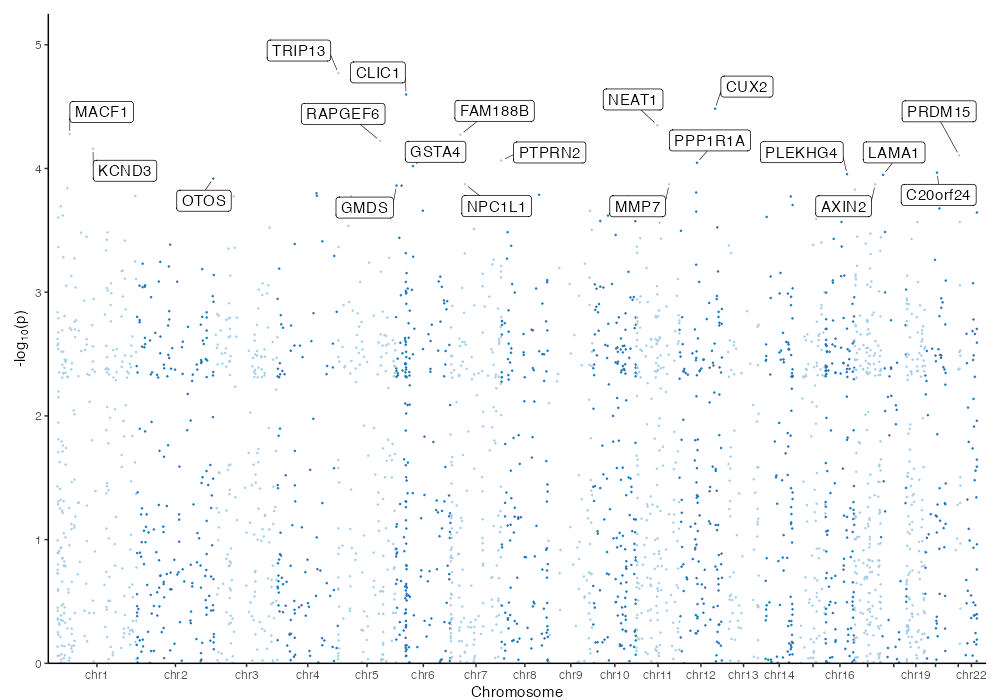 5
TRIP13
CLIC1
CUX2
NEAT1
MACF1
RAPGEF6
FAM188B
PRDM15
PPP1R1A
GSTA4
PTPRN2
PLEKHG4
LAMA1
4
KCND3
OTOS
GMDS
NPC1L1
MMP7
AXIN2
C20orf24
3
-log10(p)
2
1
0
chr1 chr2 chr3 chr4 chr5 chr6 chr7 chr8 chr9 chr10 chr11 chr12 chr13 chr14 chr16 chr19 chr22
Chromosome